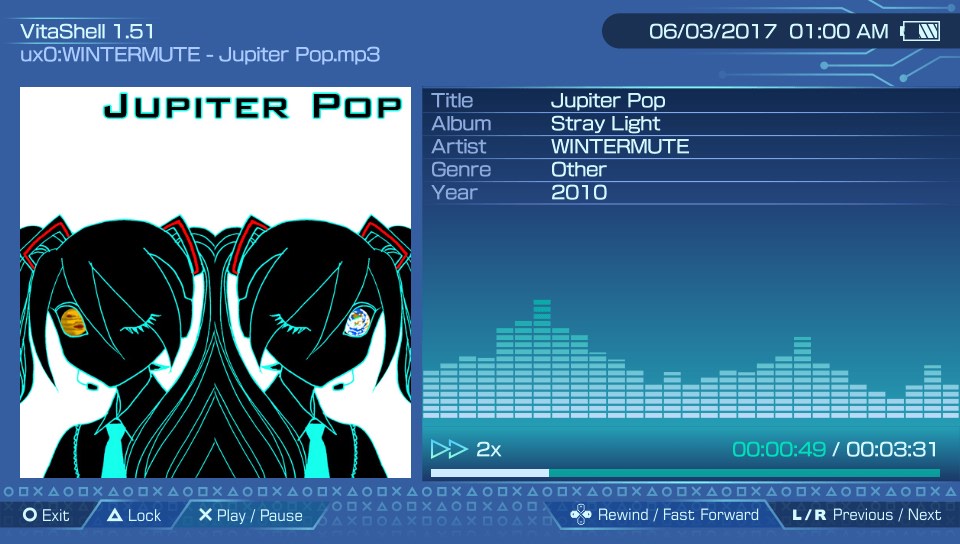 VitaShell 1.51
06/03/2017 01:00 AM
ux0:WINTERMUTE - Jupiter Pop.mp3
JUPITER POP
Title Jupiter Pop
Album Stray Light
Artist WINTERMUTE
Genre Other
Year 2010
2x 00:00:49 / 00:03:31
Exit Lock Play / Pause Rewind / Fast Forward L/R Previous / Next